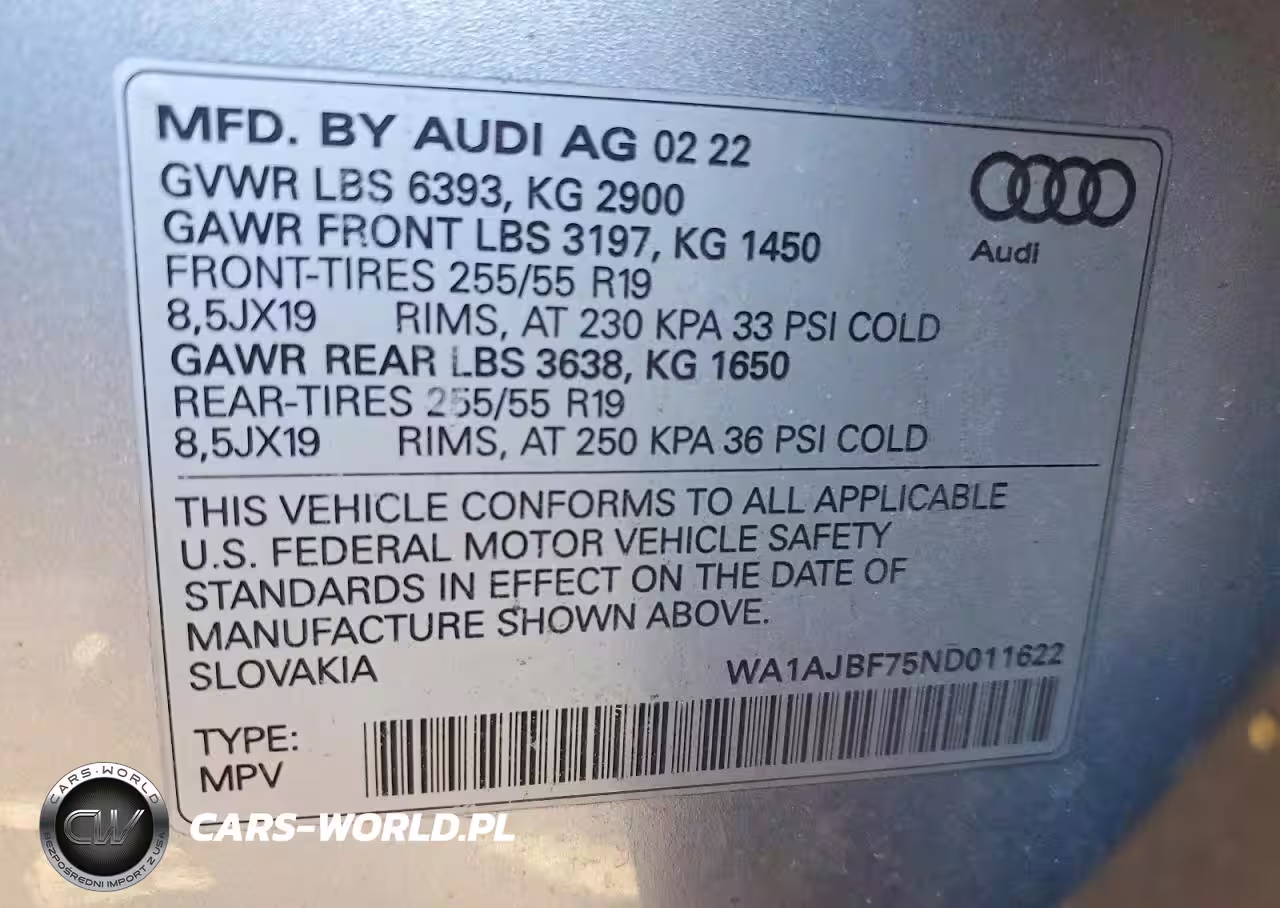 MFD. BY AUDI AG 02 22
GVWR LBS 6393, KG 2900
GAWR FRONT LBS 3197, KG 1450
FRONT-TIRES 255/55 R19
8,5JX19 RIMS, AT 230 KPA 33 PSI COLD
GAWR REAR LBS 3638, KG 1650
REAR-TIRES 255/55 R19
8,5JX19 RIMS, AT 250 KPA 36 PSI COLD
Audi
THIS VEHICLE CONFORMS TO ALL APPLICABLE
U.S. FEDERAL MOTOR VEHICLE SAFETY
STANDARDS IN EFFECT ON THE DATE OF
MANUFACTURE SHOWN ABOVE.
SLOVAKIA WA1AJBF75ND011622
TYPE:
MPV
CARS-WORLD
CW
BEZPOŚREDNI IMPORT Z USA
CARS-WORLD.PL